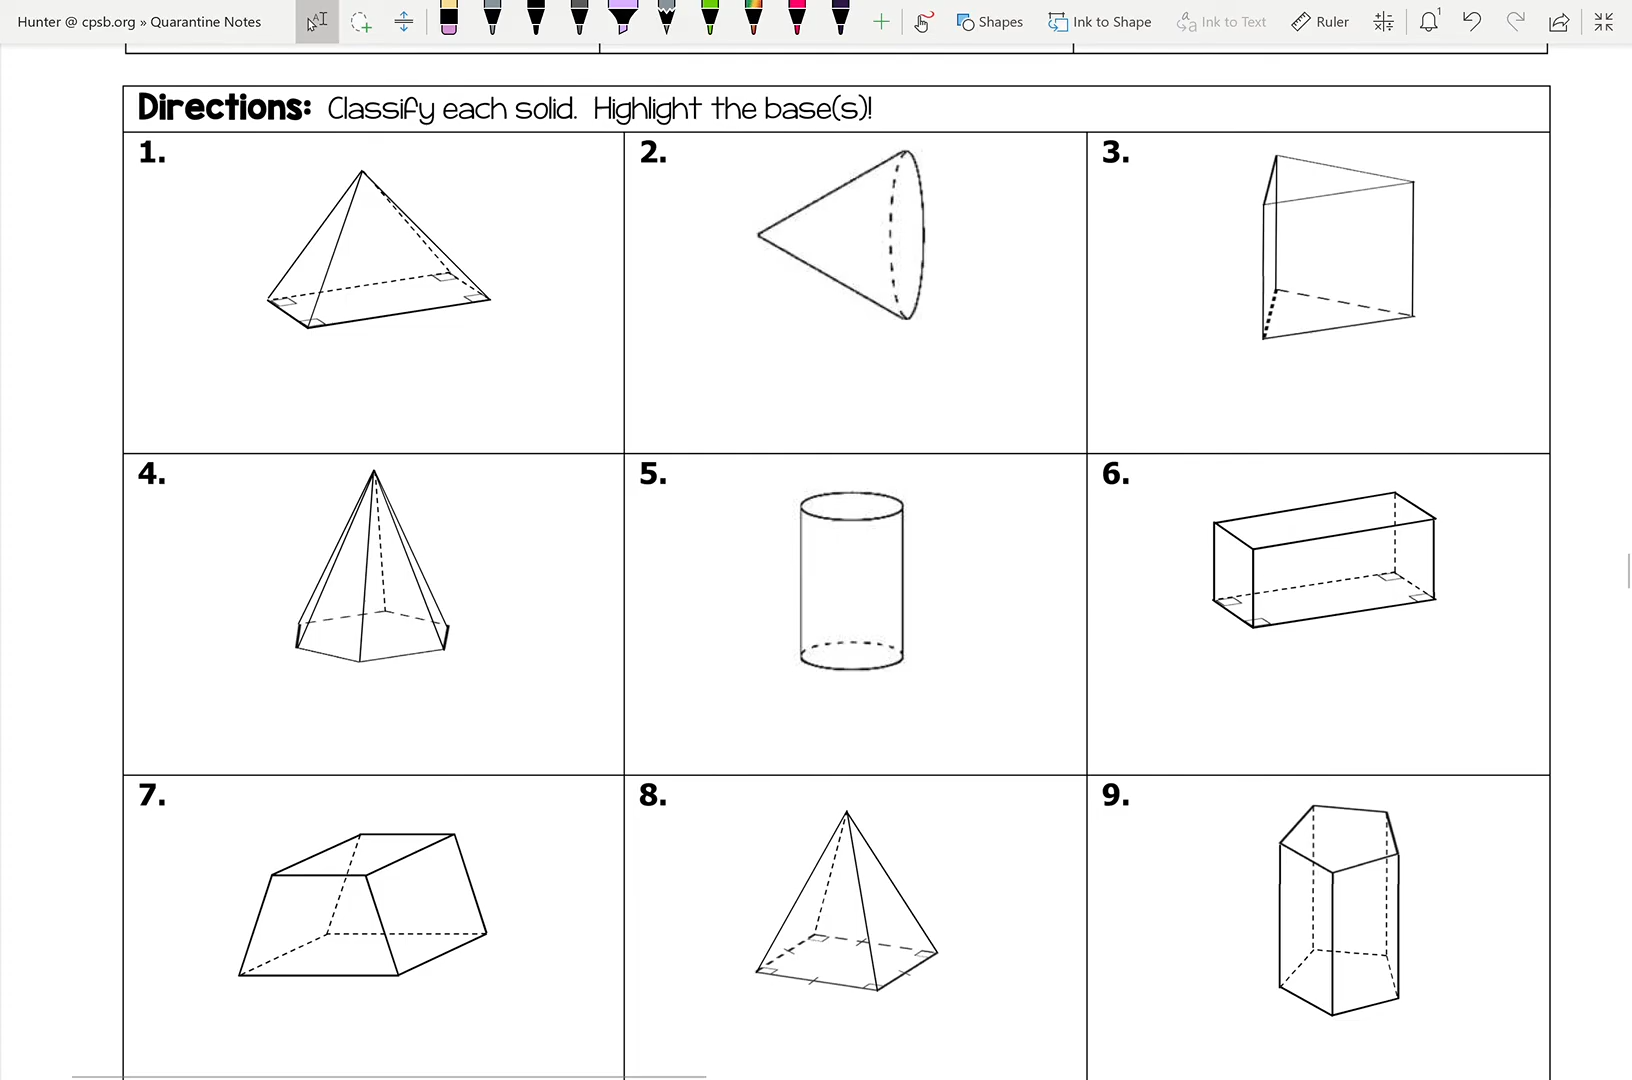 Hunter @ cpsb.org » Quarantine Notes
Shapes
Ink to Shape
Ink to Text
Ruler
1
Directions: Classify each solid. Highlight the base(s)!
1.
2.
3.
4.
5.
6.
7.
8.
9.